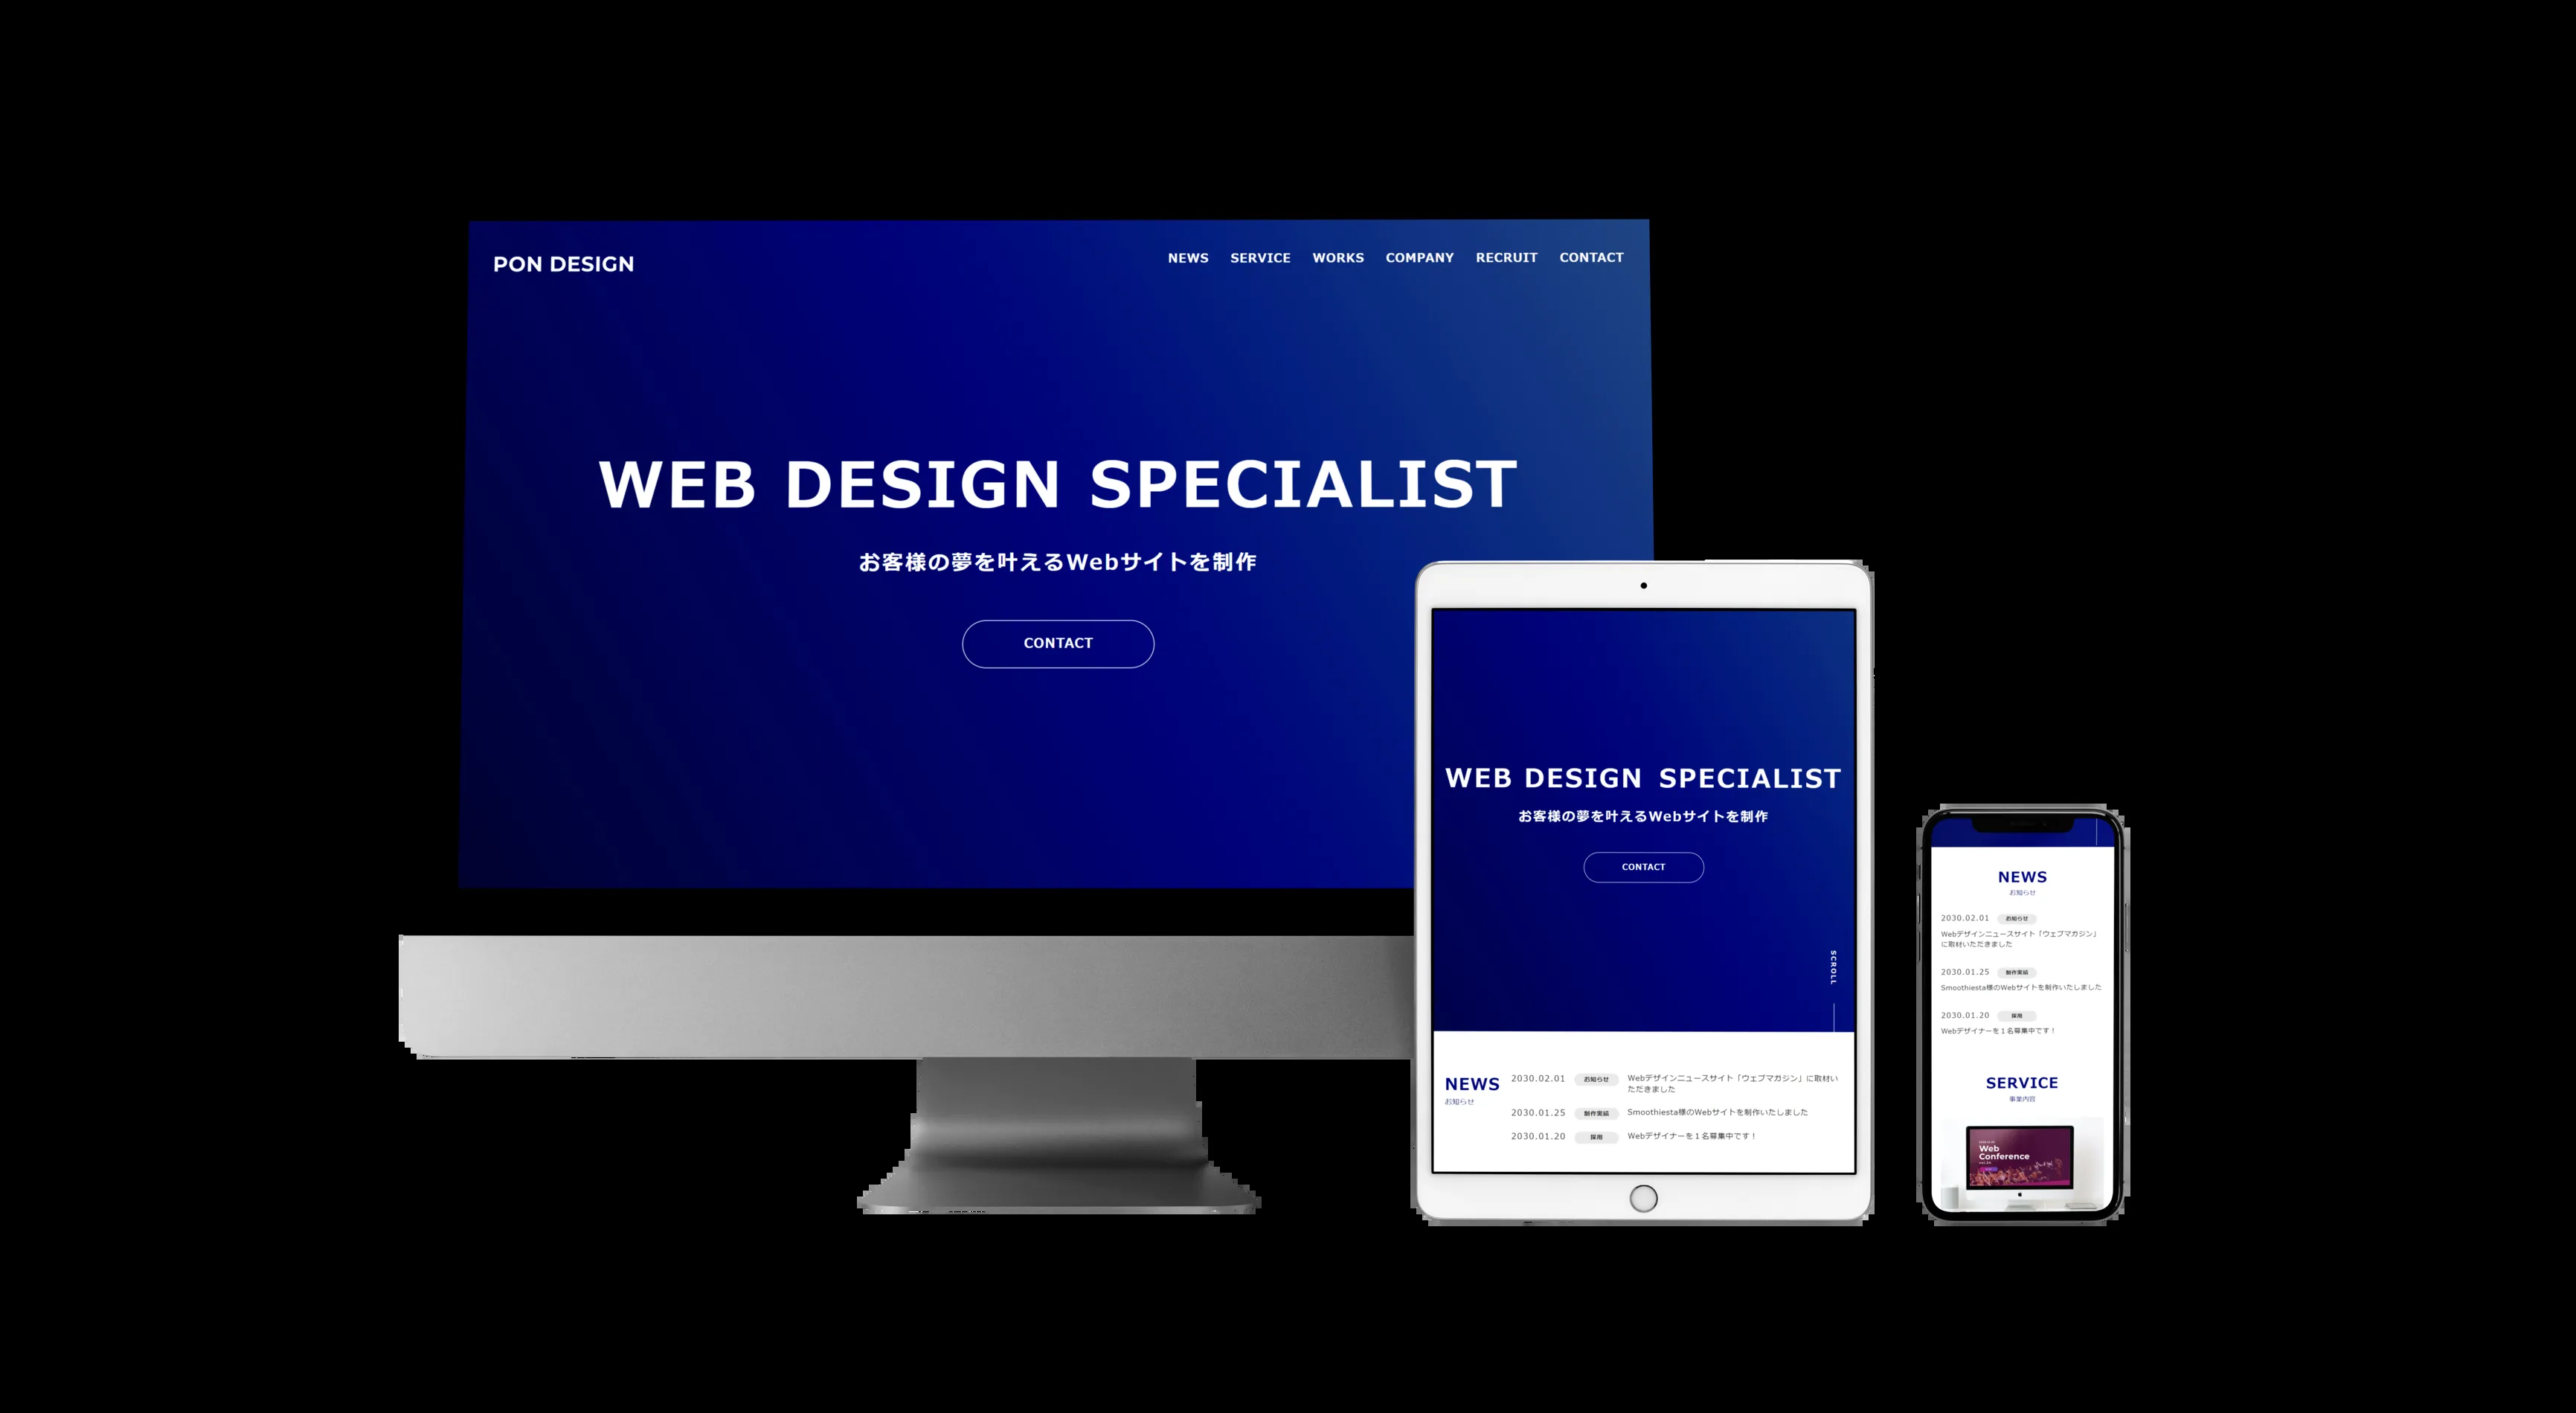 PON DESIGN
NEWS SERVICE WORKS COMPANY RECRUIT CONTACT
WEB DESIGN SPECIALIST
お客様の夢を叶えるWebサイトを制作
CONTACT
WEB DESIGN SPECIALIST
お客様の夢を叶えるWebサイトを制作
CONTACT
SCROLL
NEWS
お知らせ
2030.02.01 お知らせ Webデザインニュースサイト「ウェブマガジン」に取材い
ただきました
2030.01.25 制作実績 Smoothiesta様のWebサイトを制作いたしました
2030.01.20 採用 Webデザイナーを１名募集中です！
NEWS
お知らせ
2030.02.01 お知らせ
Webデザインニュースサイト「ウェブマガジン」
に取材いただきました
2030.01.25 制作実績
Smoothiesta様のWebサイトを制作いたしました
2030.01.20 採用
Webデザイナーを１名募集中です！
SERVICE
事業内容
Web
Conference